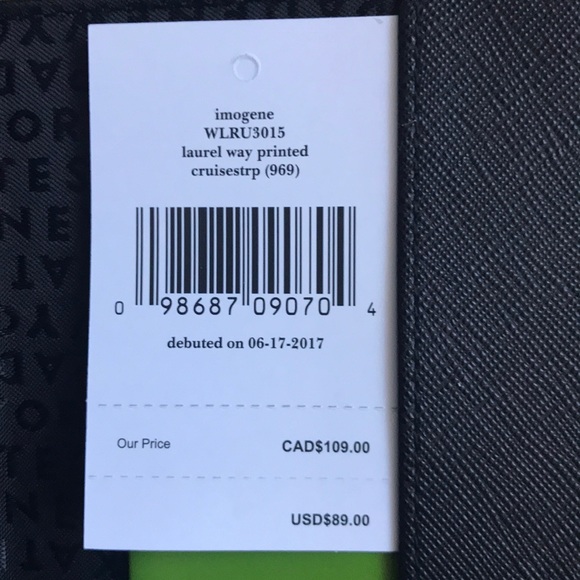 imogene
WLRU3015
laurel way printed
cruisestrp (969)
0 98687 09070 4
debuted on 06-17-2017
Our Price CAD$109.00
USD$89.00